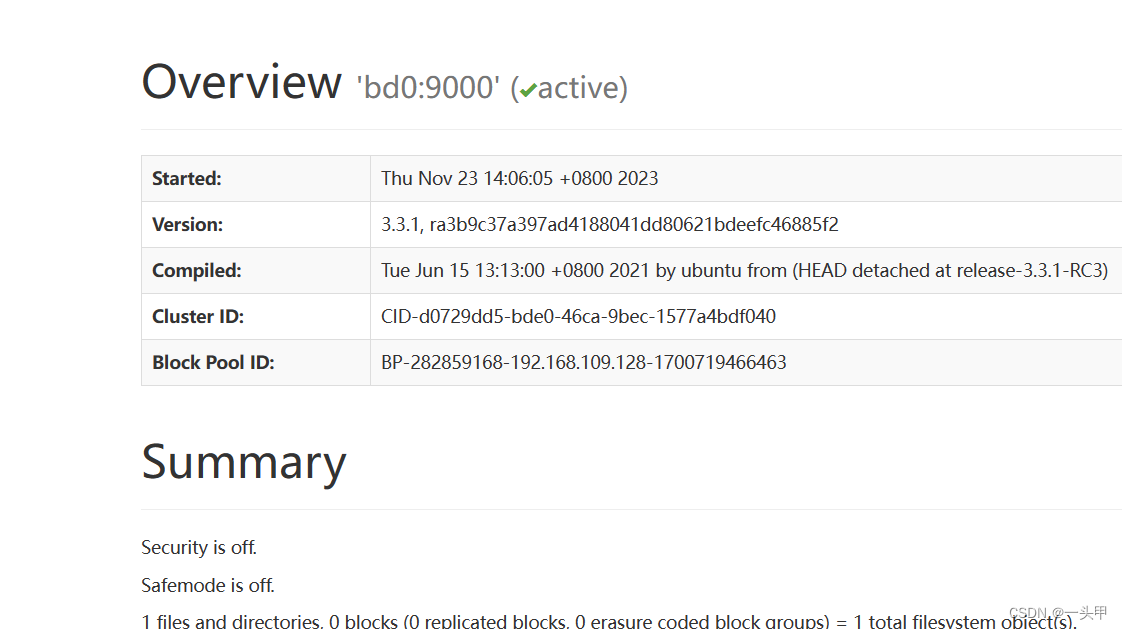 Overview 'bd0:9000' (✔active)
Started: Thu Nov 23 14:06:05 +0800 2023
Version: 3.3.1, ra3b9c37a397ad4188041dd80621bdeefc46885f2
Compiled: Tue Jun 15 13:13:00 +0800 2021 by ubuntu from (HEAD detached at release-3.3.1-RC3)
Cluster ID: CID-d0729dd5-bde0-46ca-9bec-1577a4bdf040
Block Pool ID: BP-282859168-192.168.109.128-1700719466463
Summary
Security is off.
Safemode is off.
1 files and directories, 0 blocks (0 replicated blocks, 0 erasure coded block groups) = 1 total filesystem object(s).
CSDN @一头甲